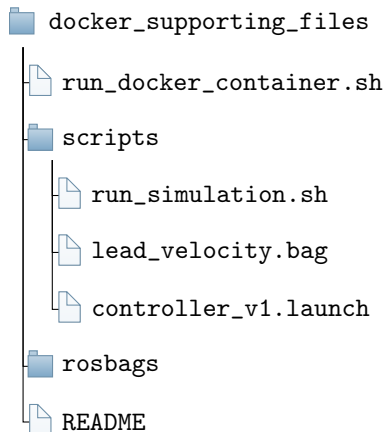 docker_supporting_files
run_docker_container.sh
scripts
run_simulation.sh
lead_velocity.bag
controller_v1.launch
rosbags
README